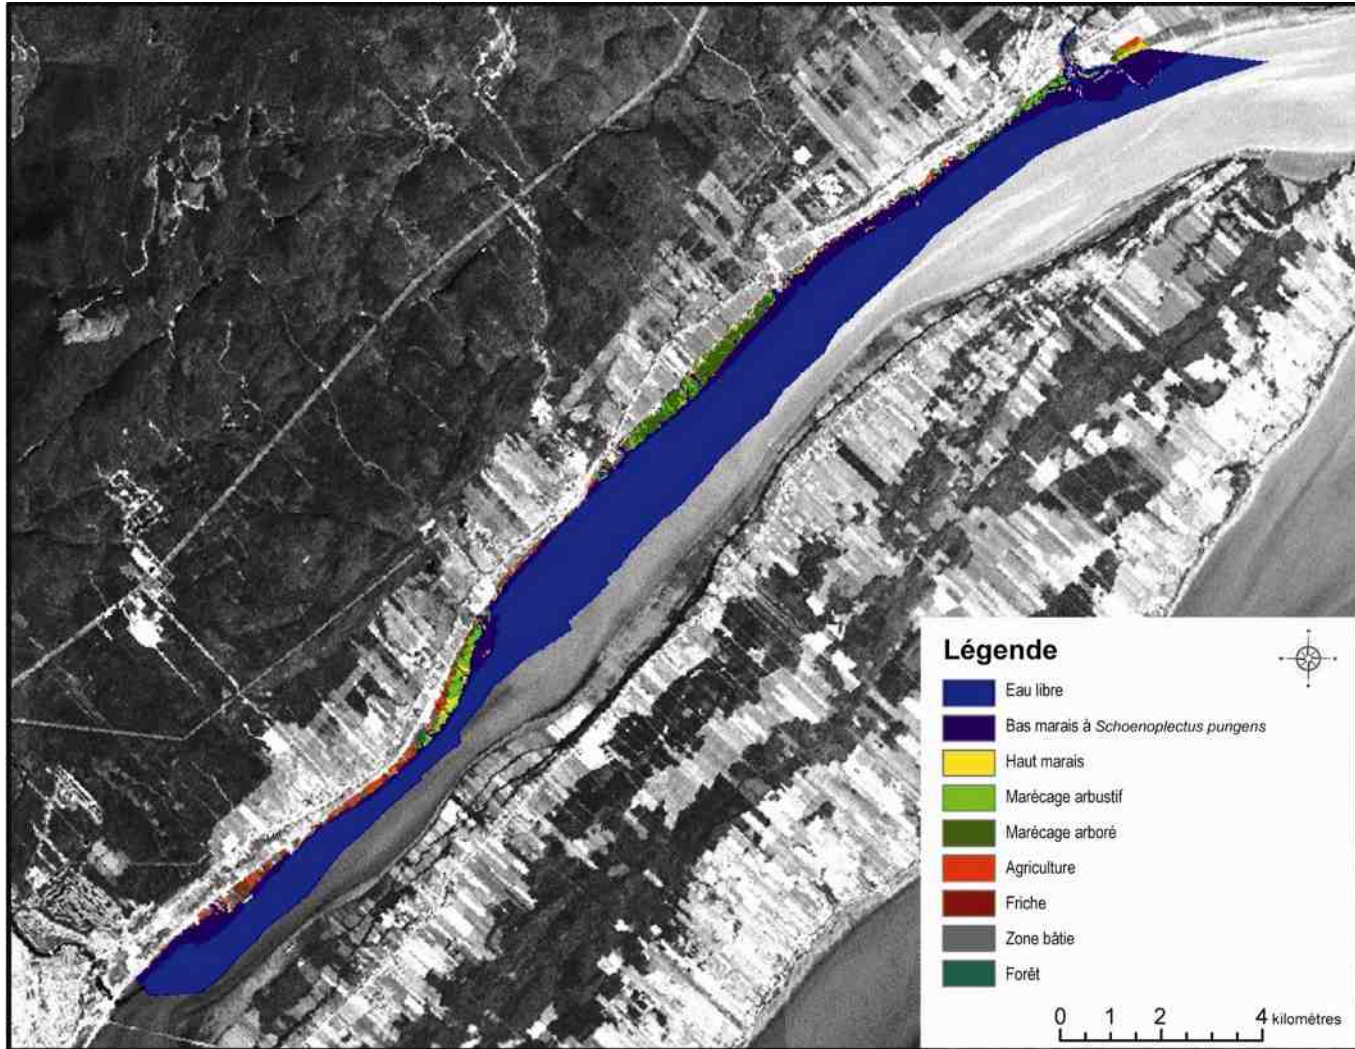 Légende
Eau libre
Bas marais à Schoenoplectus pungens
Haut marais
Marécage arbustif
Marécage arboré
Agriculture
Friche
Zone bâtie
Forêt
0 1 2 4 kilomètres